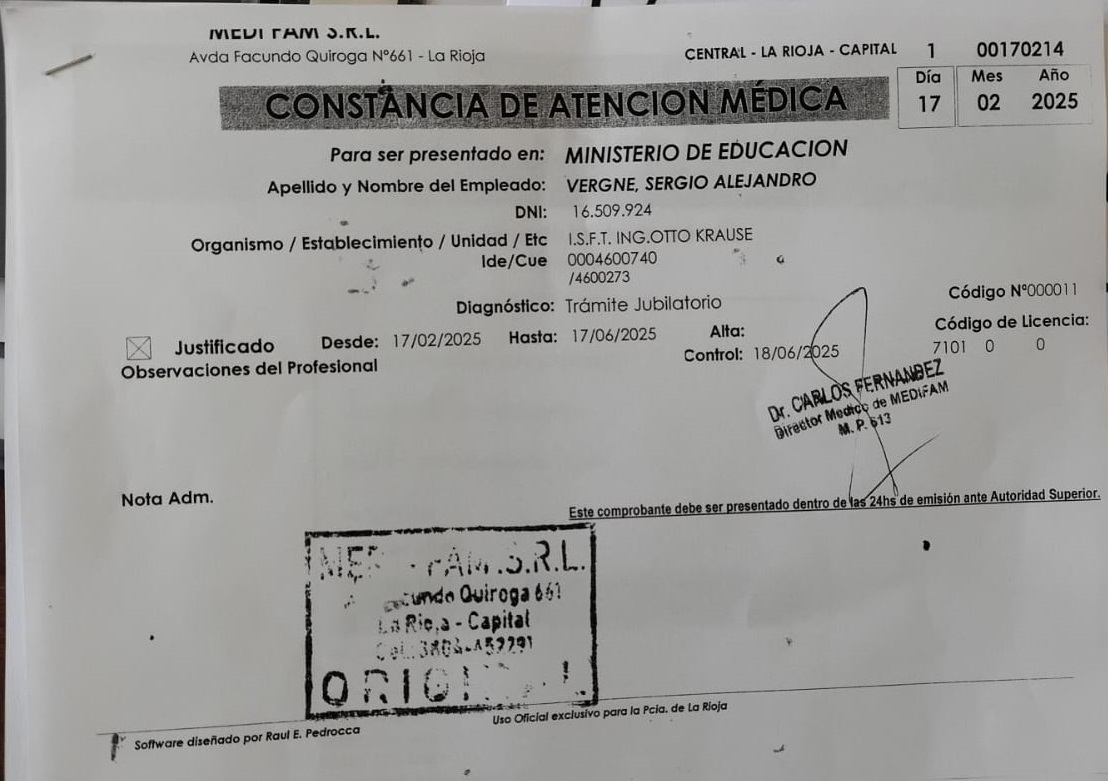 MEDI FAM S.R.L.
Avda Facundo Quiroga Nº661 - La Rioja
CENTRAL - LA RIOJA - CAPITAL 1 00170214
Día Mes Año
17 02 2025
CONSTANCIA DE ATENCION MÉDICA
Para ser presentado en: MINISTERIO DE EDUCACION
Apellido y Nombre del Empleado: VERGNE, SERGIO ALEJANDRO
DNI: 16.509.924
Organismo / Establecimiento / Unidad / Etc I.S.F.T. ING.OTTO KRAUSE
Ide/Cue 0004600740
/4600273
Diagnóstico: Trámite Jubilatorio
Código Nº000011
Justificado Desde: 17/02/2025 Hasta: 17/06/2025 Alta:
Control: 18/06/2025
Código de Licencia:
7101 0 0
Observaciones del Profesional
Dr. CARLOS FERNANDEZ
Director Medico de MEDIFAM
M. P. 513
Nota Adm.
Este comprobante debe ser presentado dentro de las 24hs de emisión ante Autoridad Superior.
FAM.S.R.L.
Quiroga 661
La Rioja - Capital
Uso Oficial exclusivo para la Pcia. de La Rioja
Software diseñado por Raul E. Pedrocca